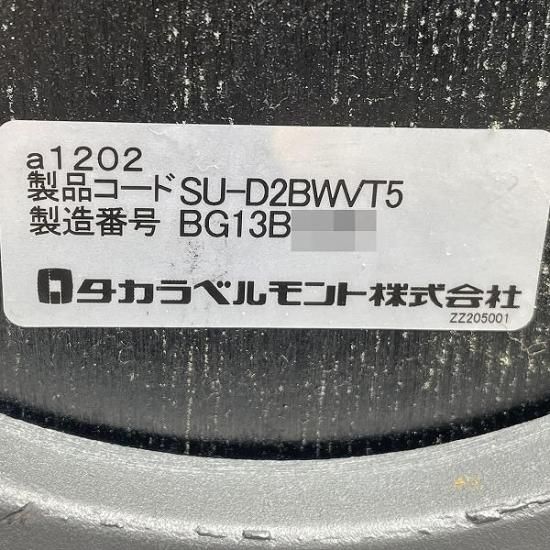 a1202
製品コード SU-D2BWVT5
製造番号 BG13B
タカラベルモント株式会社
ZZ205001